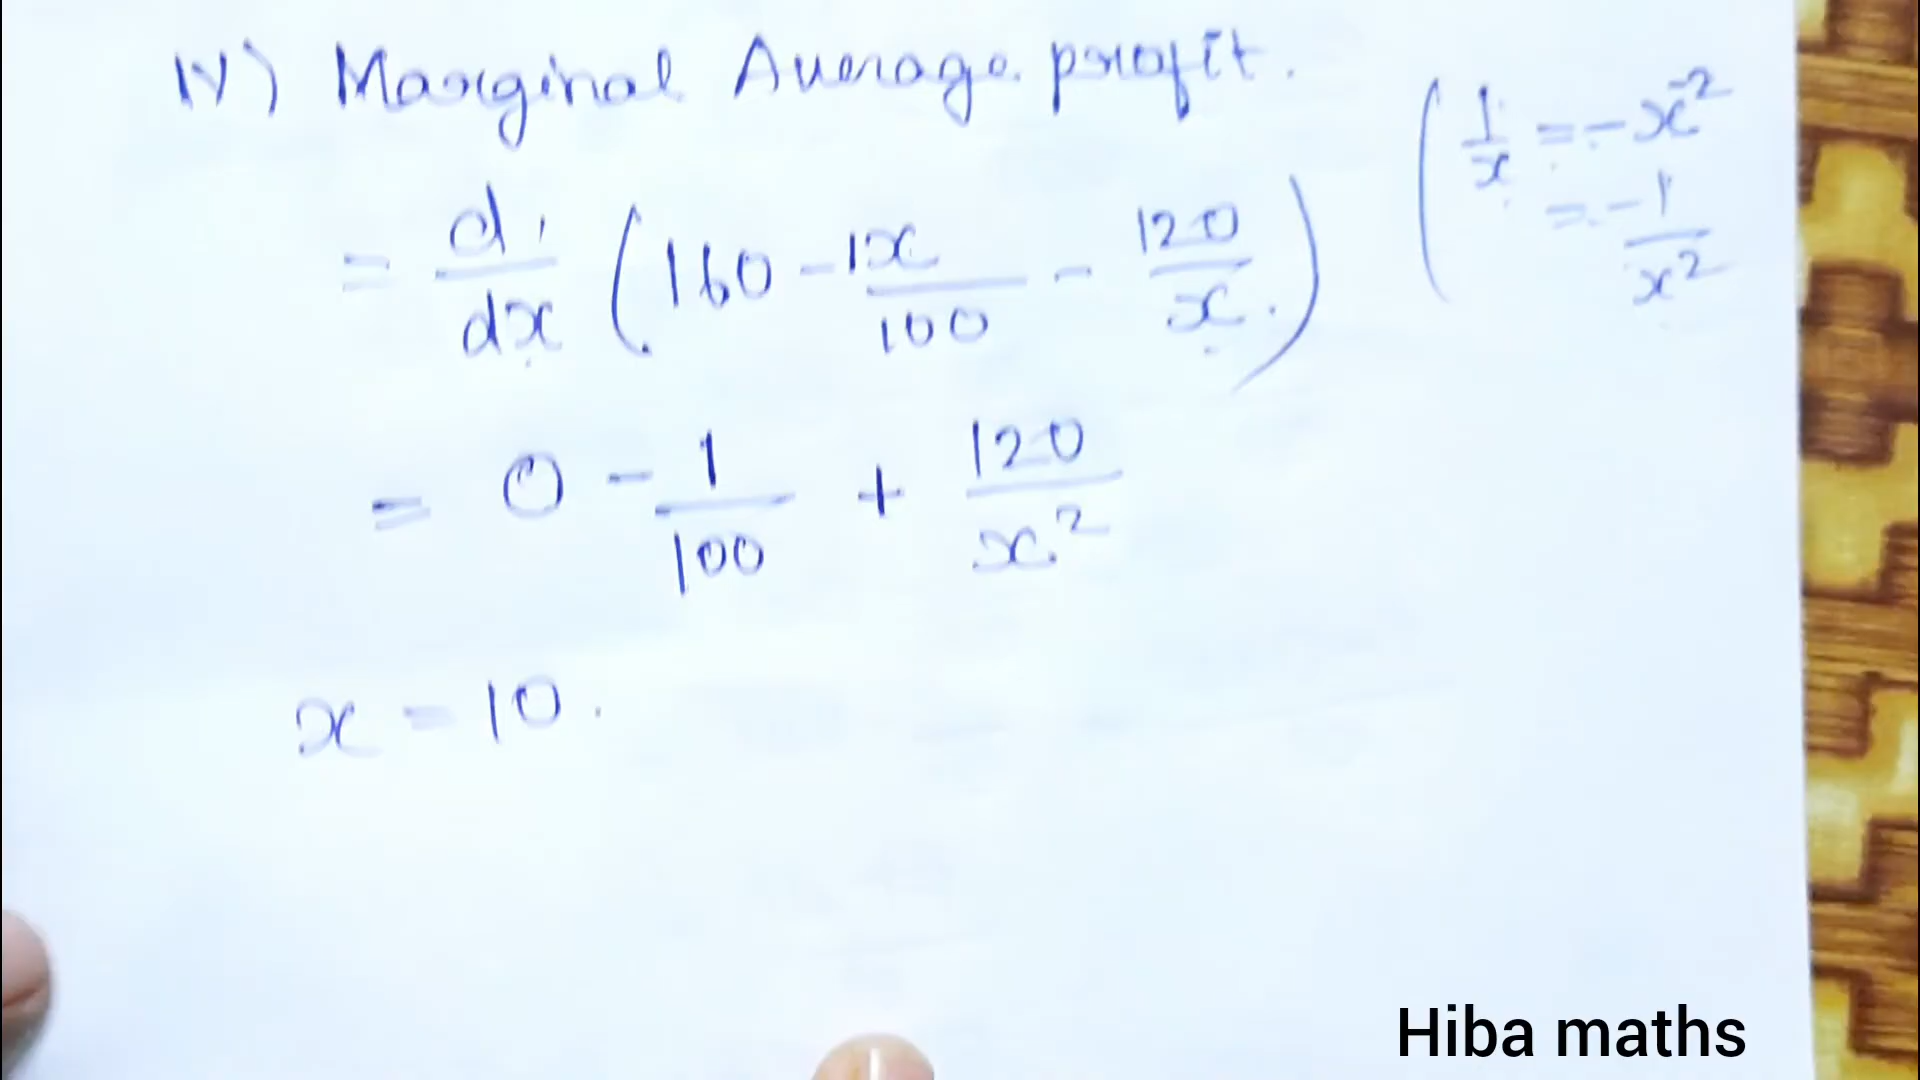 IV) Marginal Average profit.
= d/dx (160 - 1x/100 - 120/x.)
(1/x = -x^-2
= -1/x^2
= 0 - 1/100 + 120/x^2
x = 10.
Hiba maths